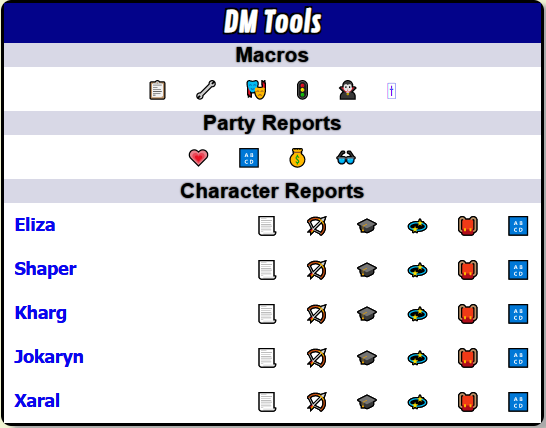 DM Tools
Macros
Party Reports
Character Reports
Eliza
Shaper
Kharg
Jokaryn
Xaral